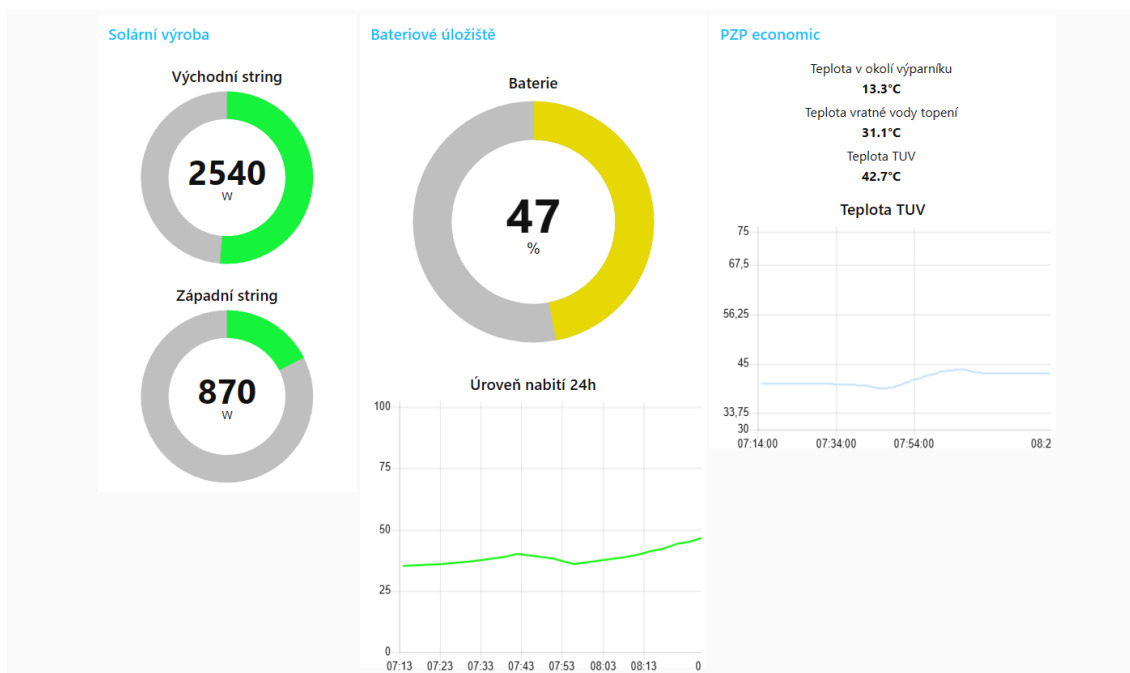 Solární výroba
Východní string
2540
W
Západní string
870
W
Bateriové úložiště
Baterie
47
%
Úroveň nabití 24h
100
75
50
25
0
07:13 07:23 07:33 07:43 07:53 08:03 08:13 0
PZP economic
Teplota v okolí výparníku
13.3°C
Teplota vratné vody topení
31.1°C
Teplota TUV
42.7°C
Teplota TUV
75
67,5
56,25
45
33,75
30
07:14:00 07:34:00 07:54:00 08:2